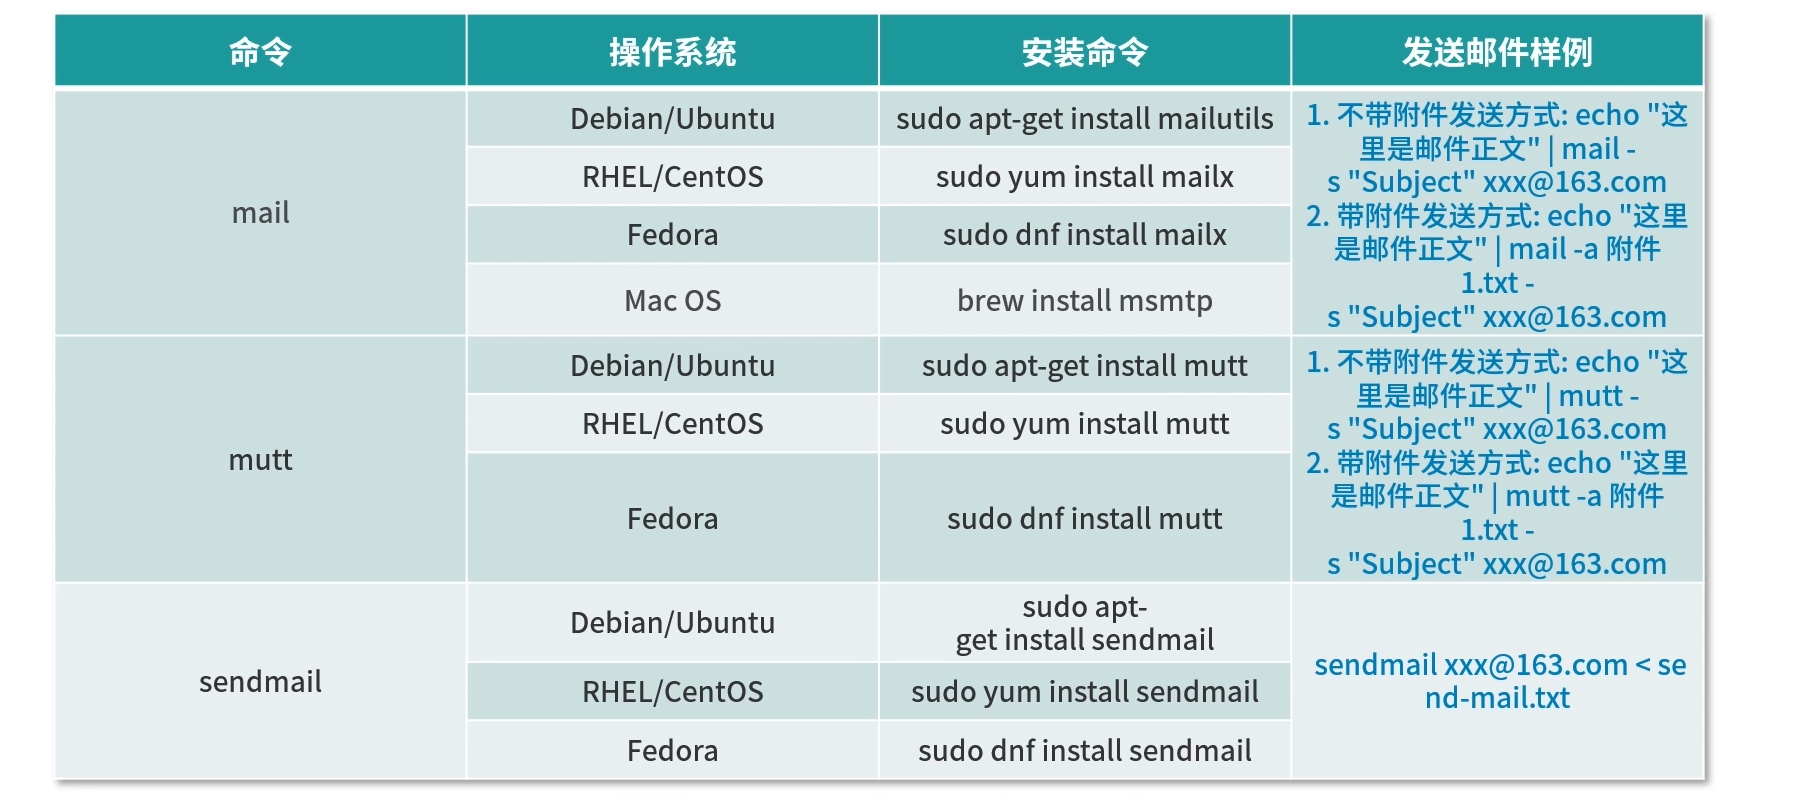 命令
操作系统
安装命令
发送邮件样例
mail
Debian/Ubuntu
sudo apt-get install mailutils
RHEL/CentOS
sudo yum install mailx
Fedora
sudo dnf install mailx
Mac OS
brew install msmtp
1. 不带附件发送方式: echo "这
里是邮件正文" | mail -
s "Subject" xxx@163.com
2. 带附件发送方式: echo "这里
是邮件正文" | mail -a 附件
1.txt -
s "Subject" xxx@163.com
mutt
Debian/Ubuntu
sudo apt-get install mutt
RHEL/CentOS
sudo yum install mutt
Fedora
sudo dnf install mutt
1. 不带附件发送方式: echo "这
里是邮件正文" | mutt -
s "Subject" xxx@163.com
2. 带附件发送方式: echo "这里
是邮件正文" | mutt -a 附件
1.txt -
s "Subject" xxx@163.com
sendmail
Debian/Ubuntu
sudo apt-
get install sendmail
RHEL/CentOS
sudo yum install sendmail
Fedora
sudo dnf install sendmail
sendmail xxx@163.com < se
nd-mail.txt